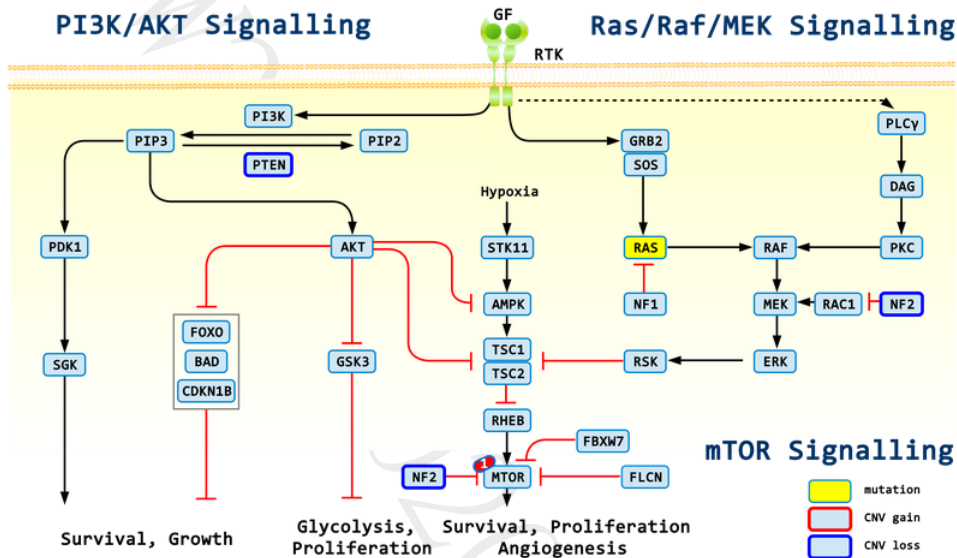 PI3K/AKT Signalling
GF
Ras/Raf/MEK Signalling
RTK
PI3K
PLCγ
PIP3
PIP2
GRB2
PTEN
SOS
DAG
Hypoxia
PDK1
AKT
STK11
RAS
RAF
PKC
AMPK
NF1
MEK
RAC1
NF2
FOXO
TSC1
BAD
GSK3
TSC2
RSK
ERK
SGK
CDKN1B
RHEB
FBXW7
mTOR Signalling
NF2
MTOR
FLCN
mutation
CNV gain
CNV loss
Survival, Growth
Glycolysis,
Proliferation
Survival, Proliferation
Angiogenesis